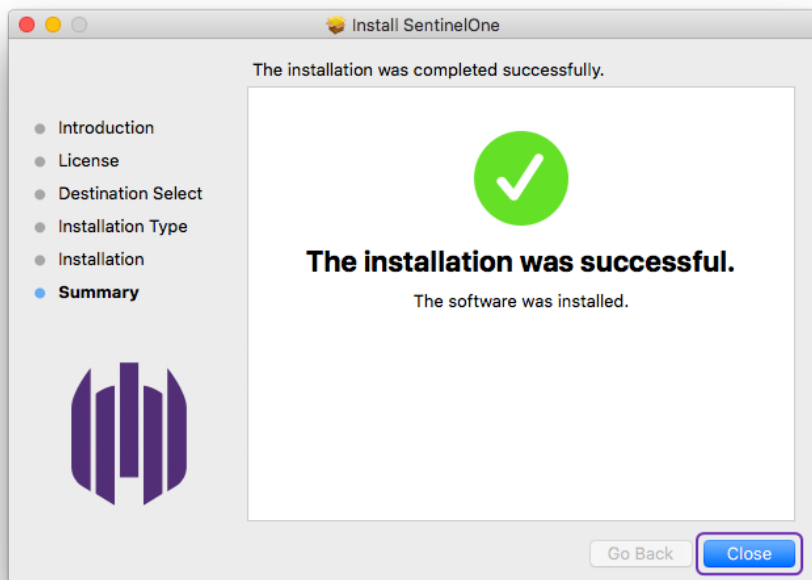 Install SentinelOne
The installation was completed successfully.
Introduction
License
Destination Select
Installation Type
Installation
Summary
The installation was successful.
The software was installed.
Go Back
Close